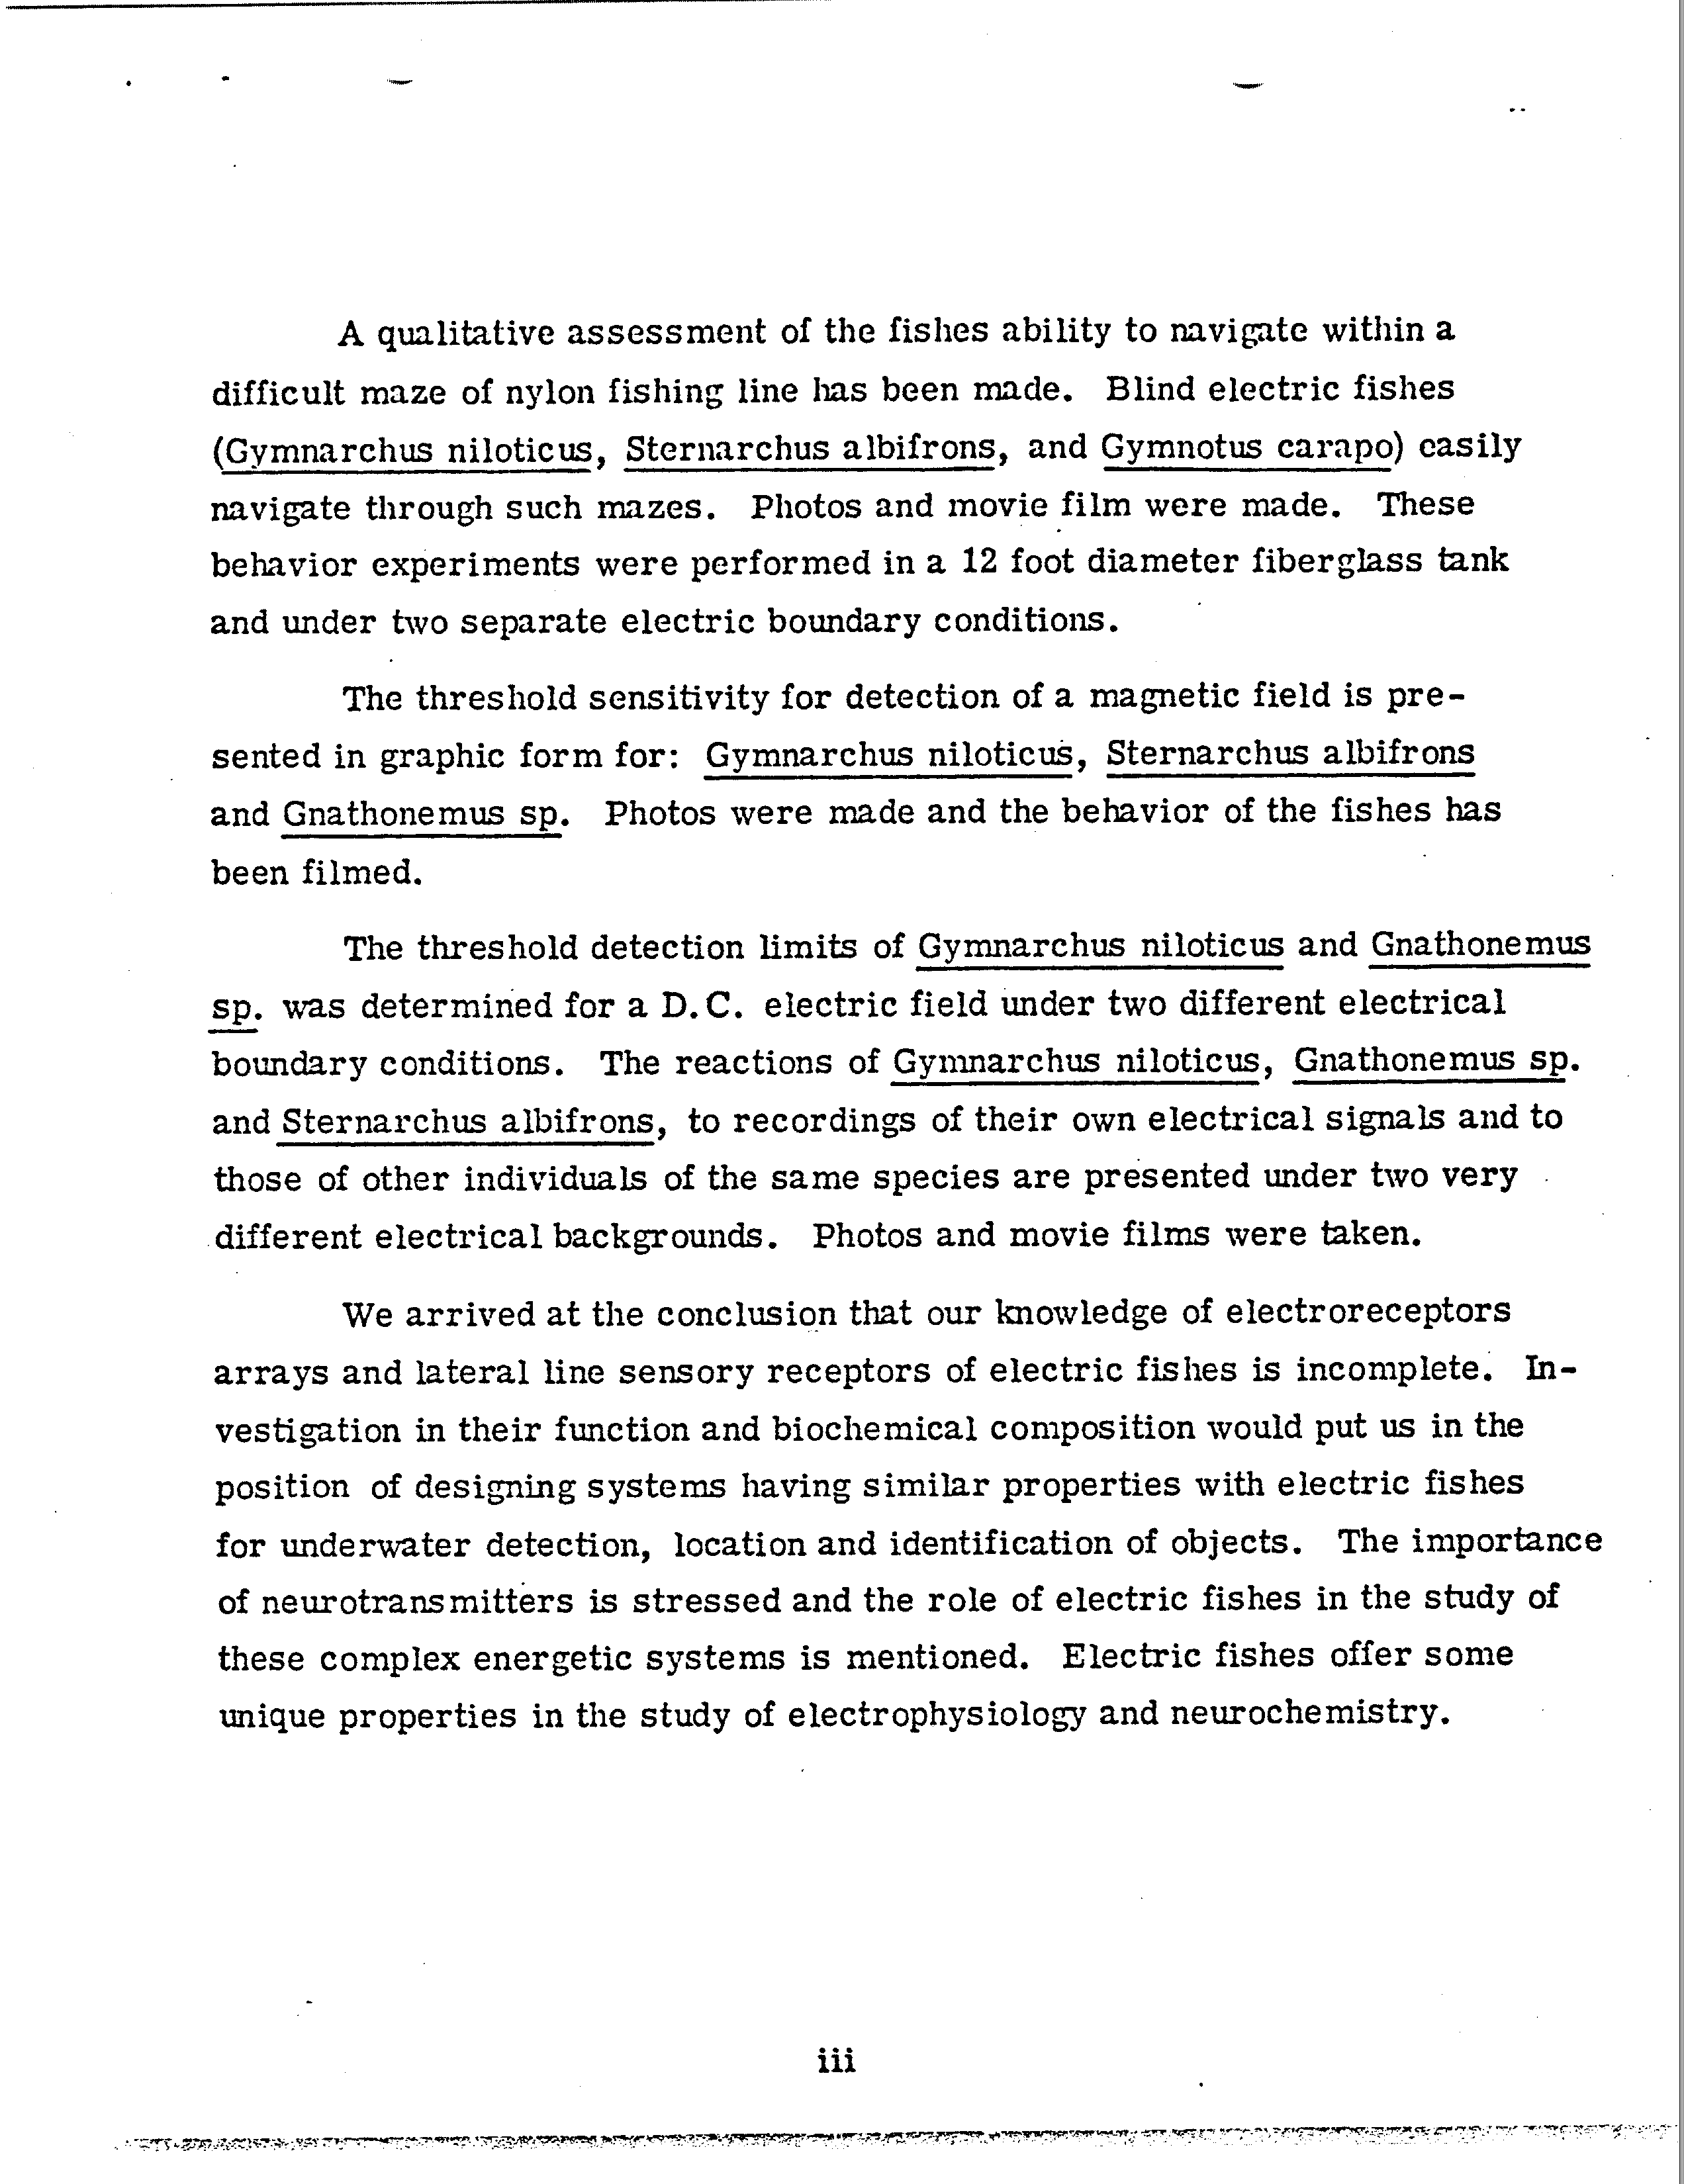 A qualitative assessment of the fishes ability to navigate within a
difficult maze of nylon fishing line has been made. Blind electric fishes
(Gymnarchus niloticus, Sternarchus albifrons, and Gymnotus carapo) easily
navigate through such mazes. Photos and movie film were made. These
behavior experiments were performed in a 12 foot diameter fiberglass tank
and under two separate electric boundary conditions.
The threshold sensitivity for detection of a magnetic field is pre-
sented in graphic form for: Gymnarchus niloticus, Sternarchus albifrons
and Gnathonemus sp. Photos were made and the behavior of the fishes has
been filmed.
The threshold detection limits of Gymnarchus niloticus and Gnathonemus
sp. was determined for a D.C. electric field under two different electrical
boundary conditions. The reactions of Gymnarchus niloticus, Gnathonemus sp.
and Sternarchus albifrons, to recordings of their own electrical signals and to
those of other individuals of the same species are presented under two very
different electrical backgrounds. Photos and movie films were taken.
We arrived at the conclusion that our knowledge of electroreceptors
arrays and lateral line sensory receptors of electric fishes is incomplete. In-
vestigation in their function and biochemical composition would put us in the
position of designing systems having similar properties with electric fishes
for underwater detection, location and identification of objects. The importance
of neurotransmitters is stressed and the role of electric fishes in the study of
these complex energetic systems is mentioned. Electric fishes offer some
unique properties in the study of electrophysiology and neurochemistry.
iii